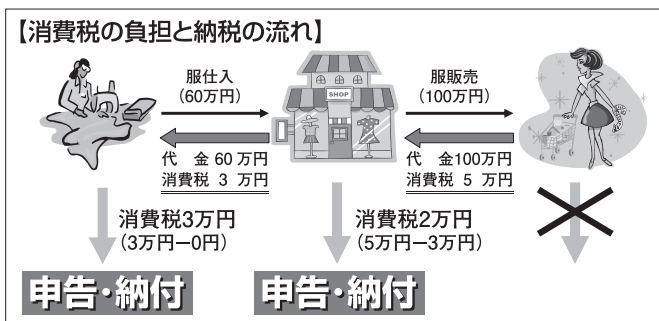 【消費税の負担と納税の流れ】
服仕入
(60万円)
SHOP
服販売
(100万円)
代 金 60 万円
消費税 3 万円
代 金100万円
消費税 5 万円
消費税3万円
(3万円−0円)
消費税2万円
(5万円−3万円)
申告・納付
申告・納付